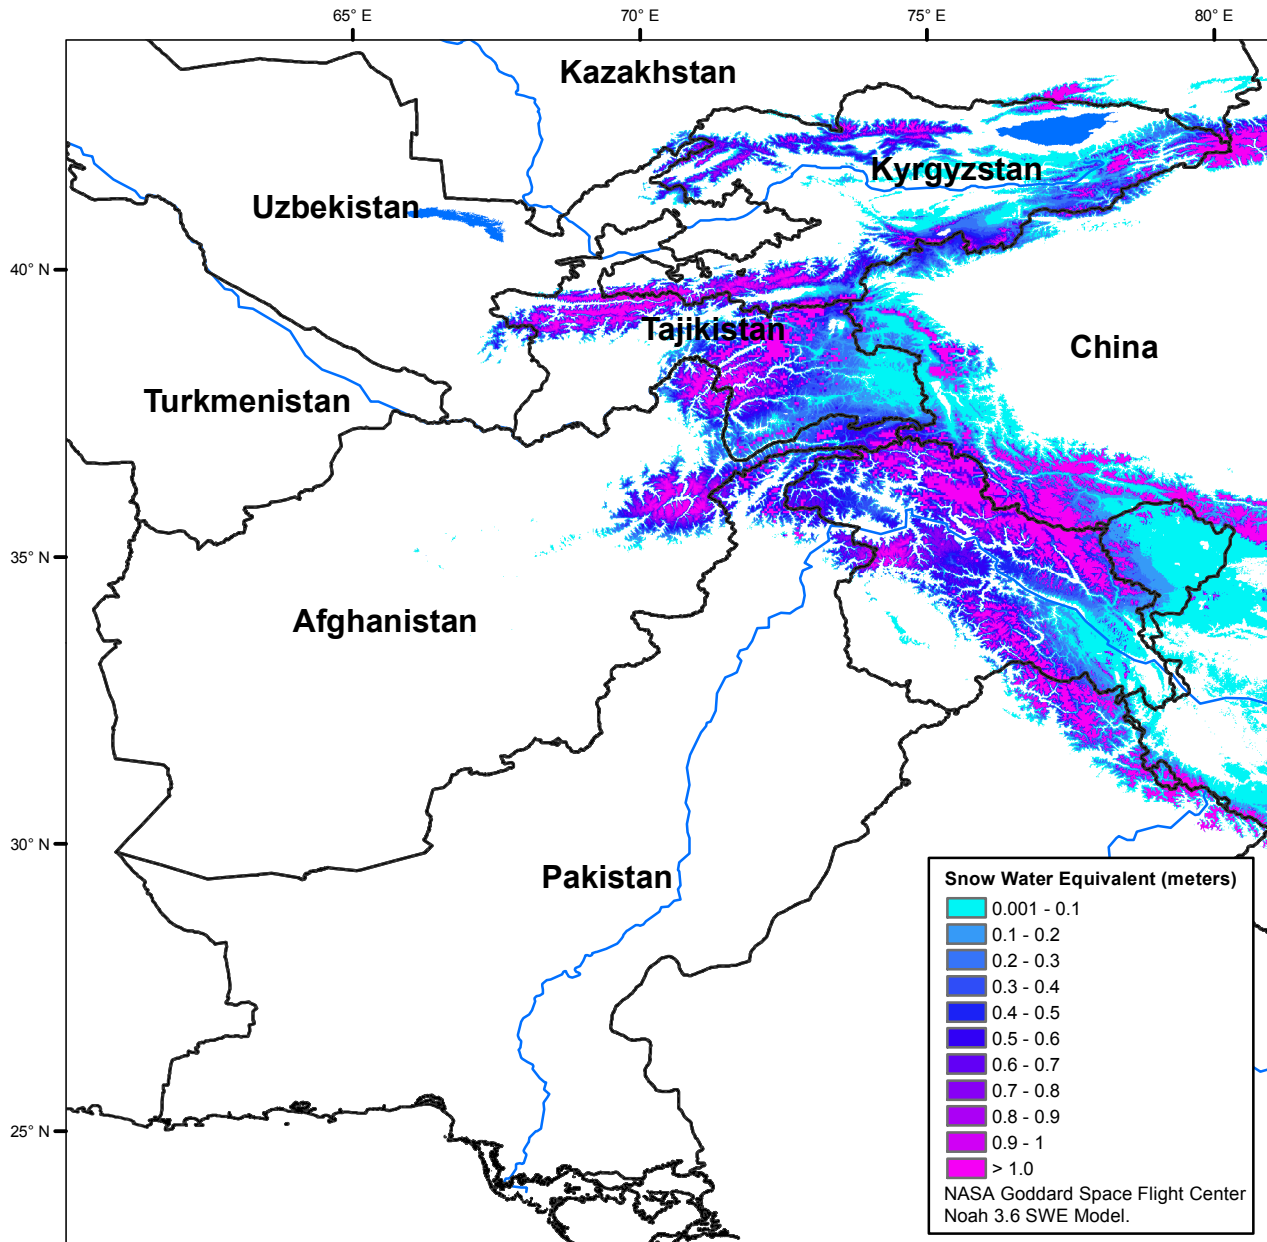 65° E
70° E
75° E
80° E
Kazakhstan
Kyrgyzstan
Uzbekistan
40° N
Tajikistan
China
Turkmenistan
35° N
Afghanistan
30° N
Pakistan
25° N
Snow Water Equivalent (meters)
0.001 - 0.1
0.1 - 0.2
0.2 - 0.3
0.3 - 0.4
0.4 - 0.5
0.5 - 0.6
0.6 - 0.7
0.7 - 0.8
0.8 - 0.9
0.9 - 1
> 1.0
NASA Goddard Space Flight Center
Noah 3.6 SWE Model.